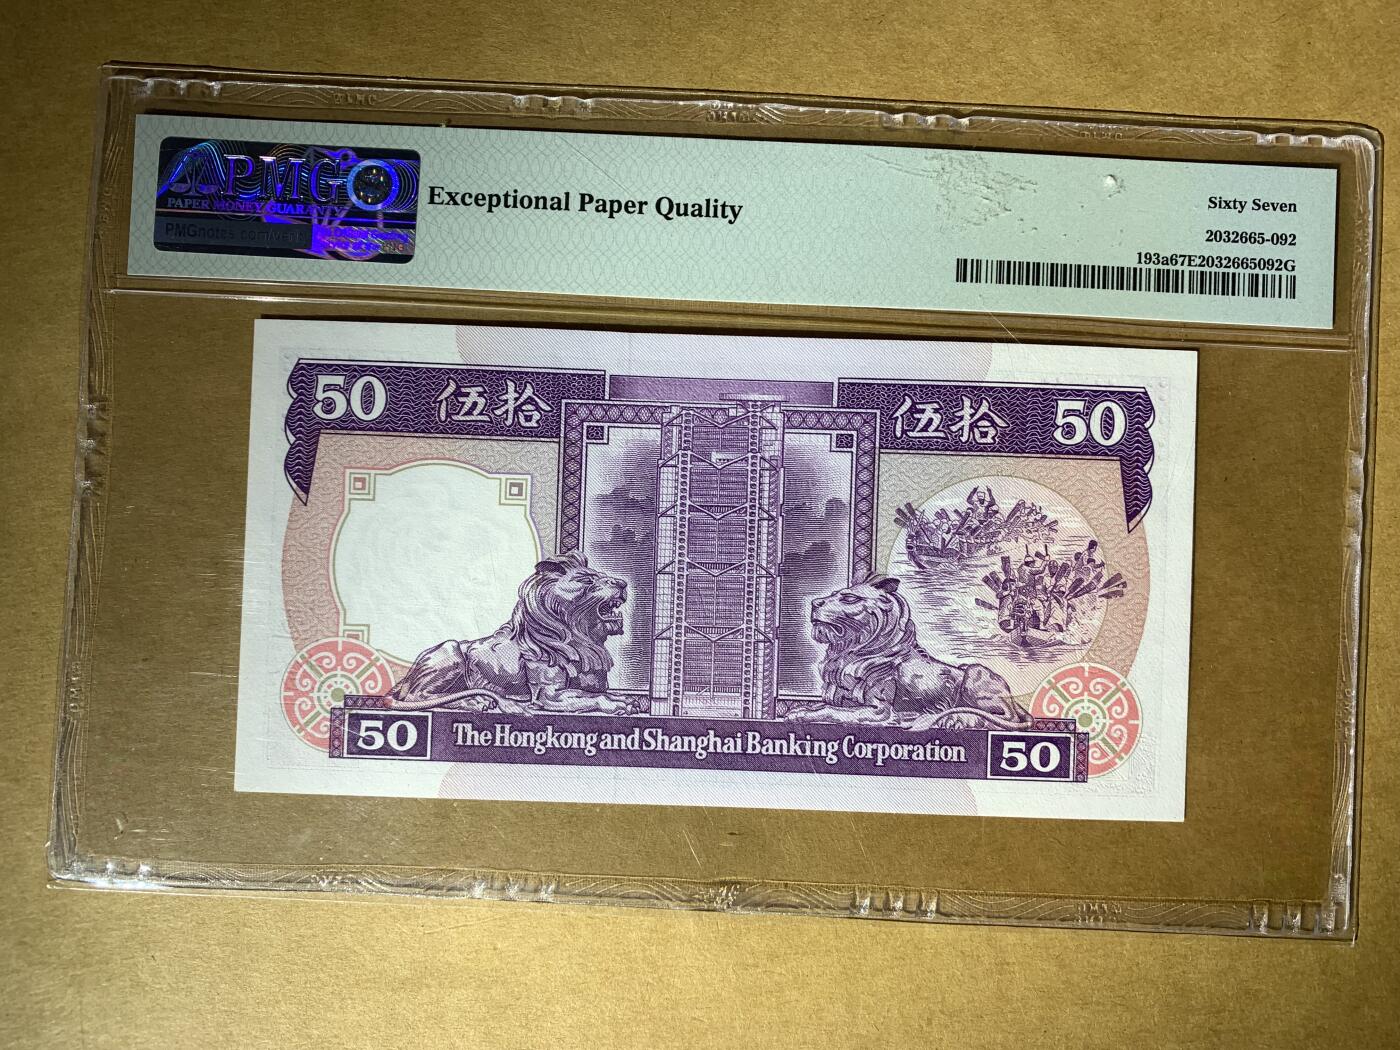 PMG
PAPER MONEY GUARANTY
Exceptional Paper Quality
Sixty Seven
2032665-092
193a67E2032665092G
50 伍拾
伍拾 50
50 The Hongkong and Shanghai Banking Corporation 50